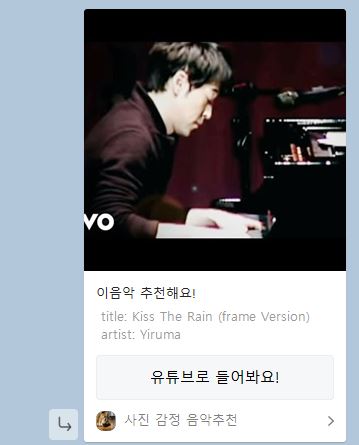 vo
이음악 추천해요!
title: Kiss The Rain (frame Version)
artist: Yiruma
유튜브로 들어봐요!
사진 감정 음악추천